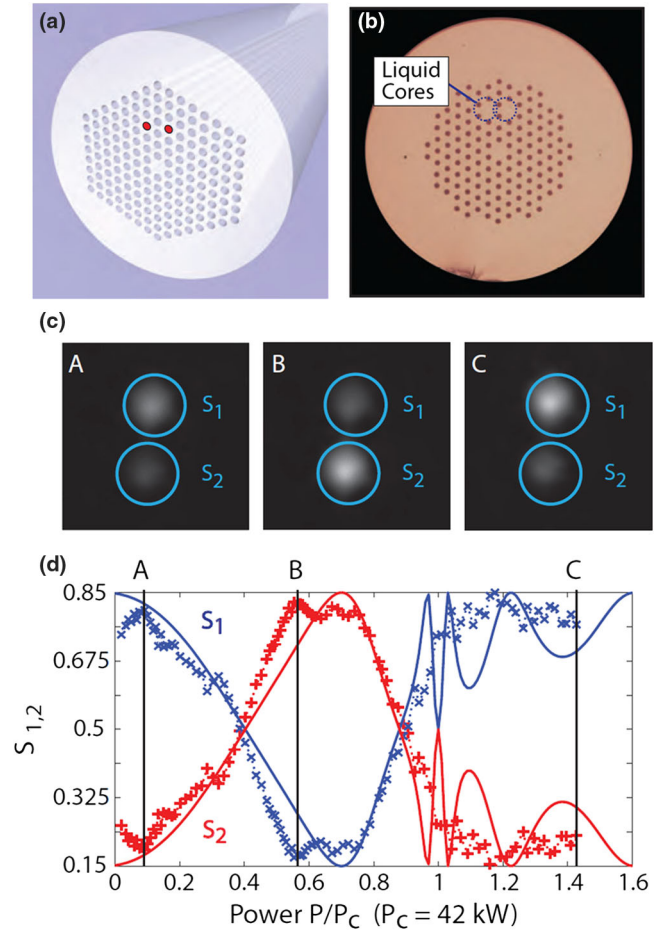 (a)
(b)
Liquid
Cores
(c)
A
S₁
S₂
B
S₁
S₂
C
S₁
S₂
(d)
A
B
C
0.85
0.675
0.5
0.325
0.15
S₁,₂
S₁
S₂
0
0.2
0.4
0.6
0.8
1
1.2
1.4
1.6
Power P/P_C (P_C = 42 kW)